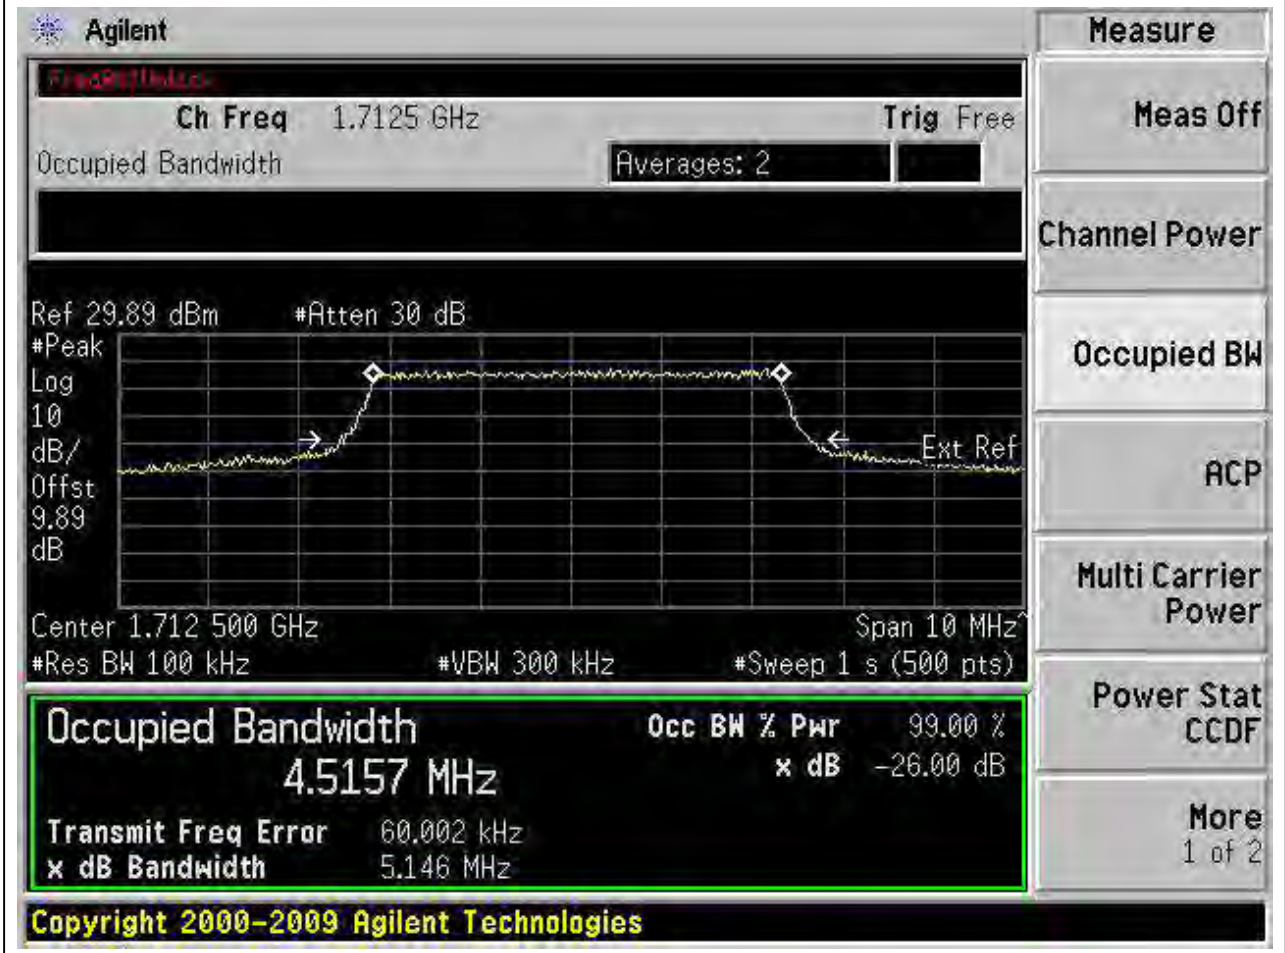 Agilent
Measure
Ch Freq 1.7125 GHz Trig Free
Occupied Bandwidth Averages: 2
Meas Off
Channel Power
Occupied BW
ACP
Multi Carrier
Power
Power Stat
CCDF
More
1 of 2
Ref 29.89 dBm #Atten 30 dB
#Peak
Log
10
dB/
Offst
9.89
dB
Ext Ref
Center 1.712 500 GHz Span 10 MHz^
#Res BW 100 kHz #VBW 300 kHz #Sweep 1 s (500 pts)
Occupied Bandwidth
4.5157 MHz
Occ BW % Pwr 99.00 %
x dB -26.00 dB
Transmit Freq Error 60.002 kHz
x dB Bandwidth 5.146 MHz
Copyright 2000-2009 Agilent Technologies